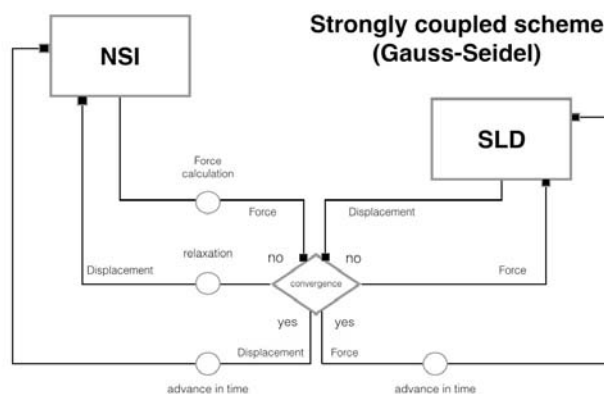 Strongly coupled scheme
(Gauss-Seidel)
NSI
SLD
Force
calculation
Force
Displacement
relaxation
no
no
Displacement
convergence
Force
yes
yes
Displacement
Force
advance in time
advance in time